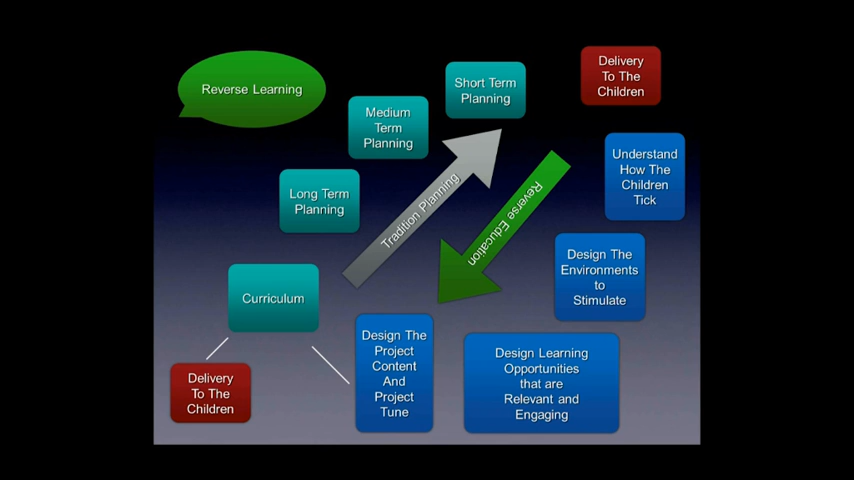 Reverse Learning
Short Term
Planning
Delivery
To The
Children
Medium
Term
Planning
Understand
How The
Children
Tick
Long Term
Planning
Tradition Planning
Reverse Education
Design The
Environments
to
Stimulate
Curriculum
Design The
Project
Content
And
Project
Tune
Design Learning
Opportunities
that are
Relevant and
Engaging
Delivery
To The
Children